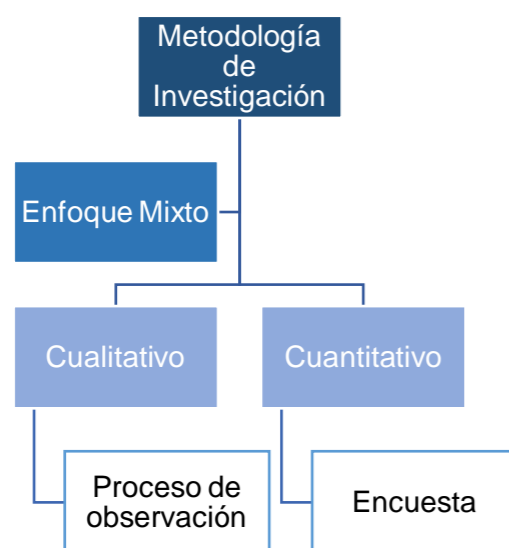 Metodología
de
Investigación
Enfoque Mixto
Cualitativo
Cuantitativo
Proceso de
observación
Encuesta